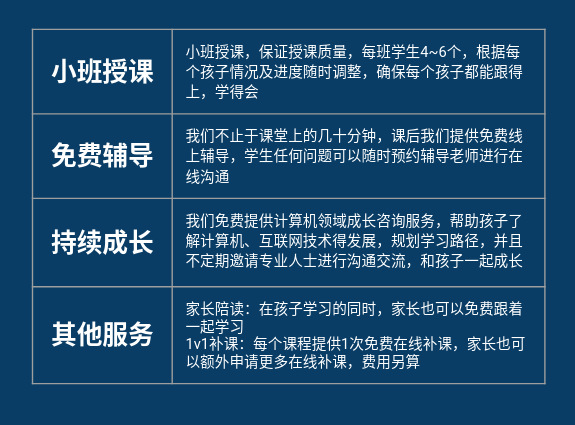 小班授课
小班授课，保证授课质量，每班学生4~6个，根据每
个孩子情况及进度随时调整，确保每个孩子都能跟得
上，学得会
免费辅导
我们不止于课堂上的几十分钟，课后我们提供免费线
上辅导，学生任何问题可以随时预约辅导老师进行在
线沟通
持续成长
我们免费提供计算机领域成长咨询服务，帮助孩子了
解计算机、互联网技术得发展，规划学习路径，并且
不定期邀请专业人士进行沟通交流，和孩子一起成长
其他服务
家长陪读：在孩子学习的同时，家长也可以免费跟着
一起学习
1v1补课：每个课程提供1次免费在线补课，家长也可
以额外申请更多在线补课，费用另算